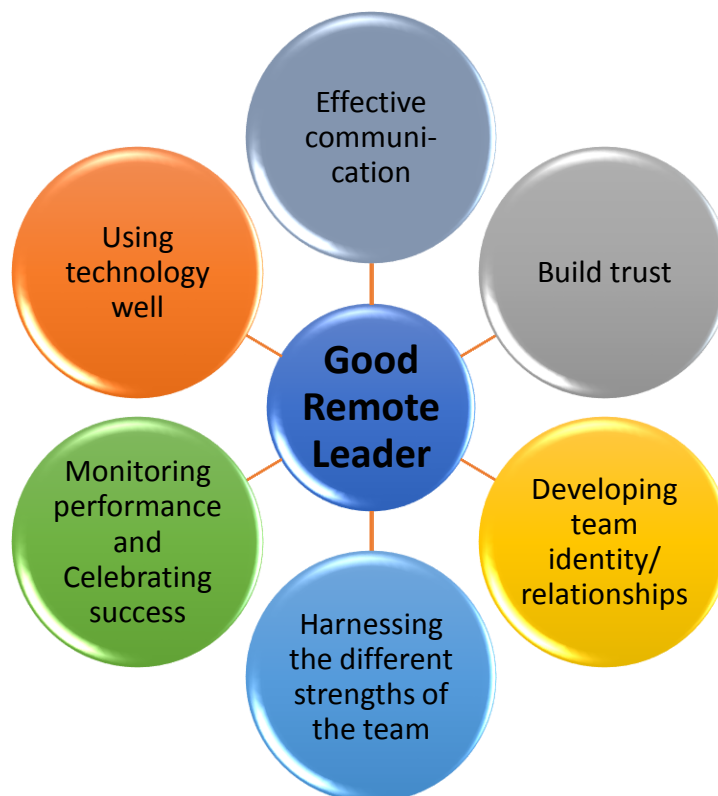 Effective
communi-
cation
Build trust
Developing
team
identity/
relationships
Harnessing
the different
strengths of
the team
Monitoring
performance
and
Celebrating
success
Using
technology
well
Good
Remote
Leader